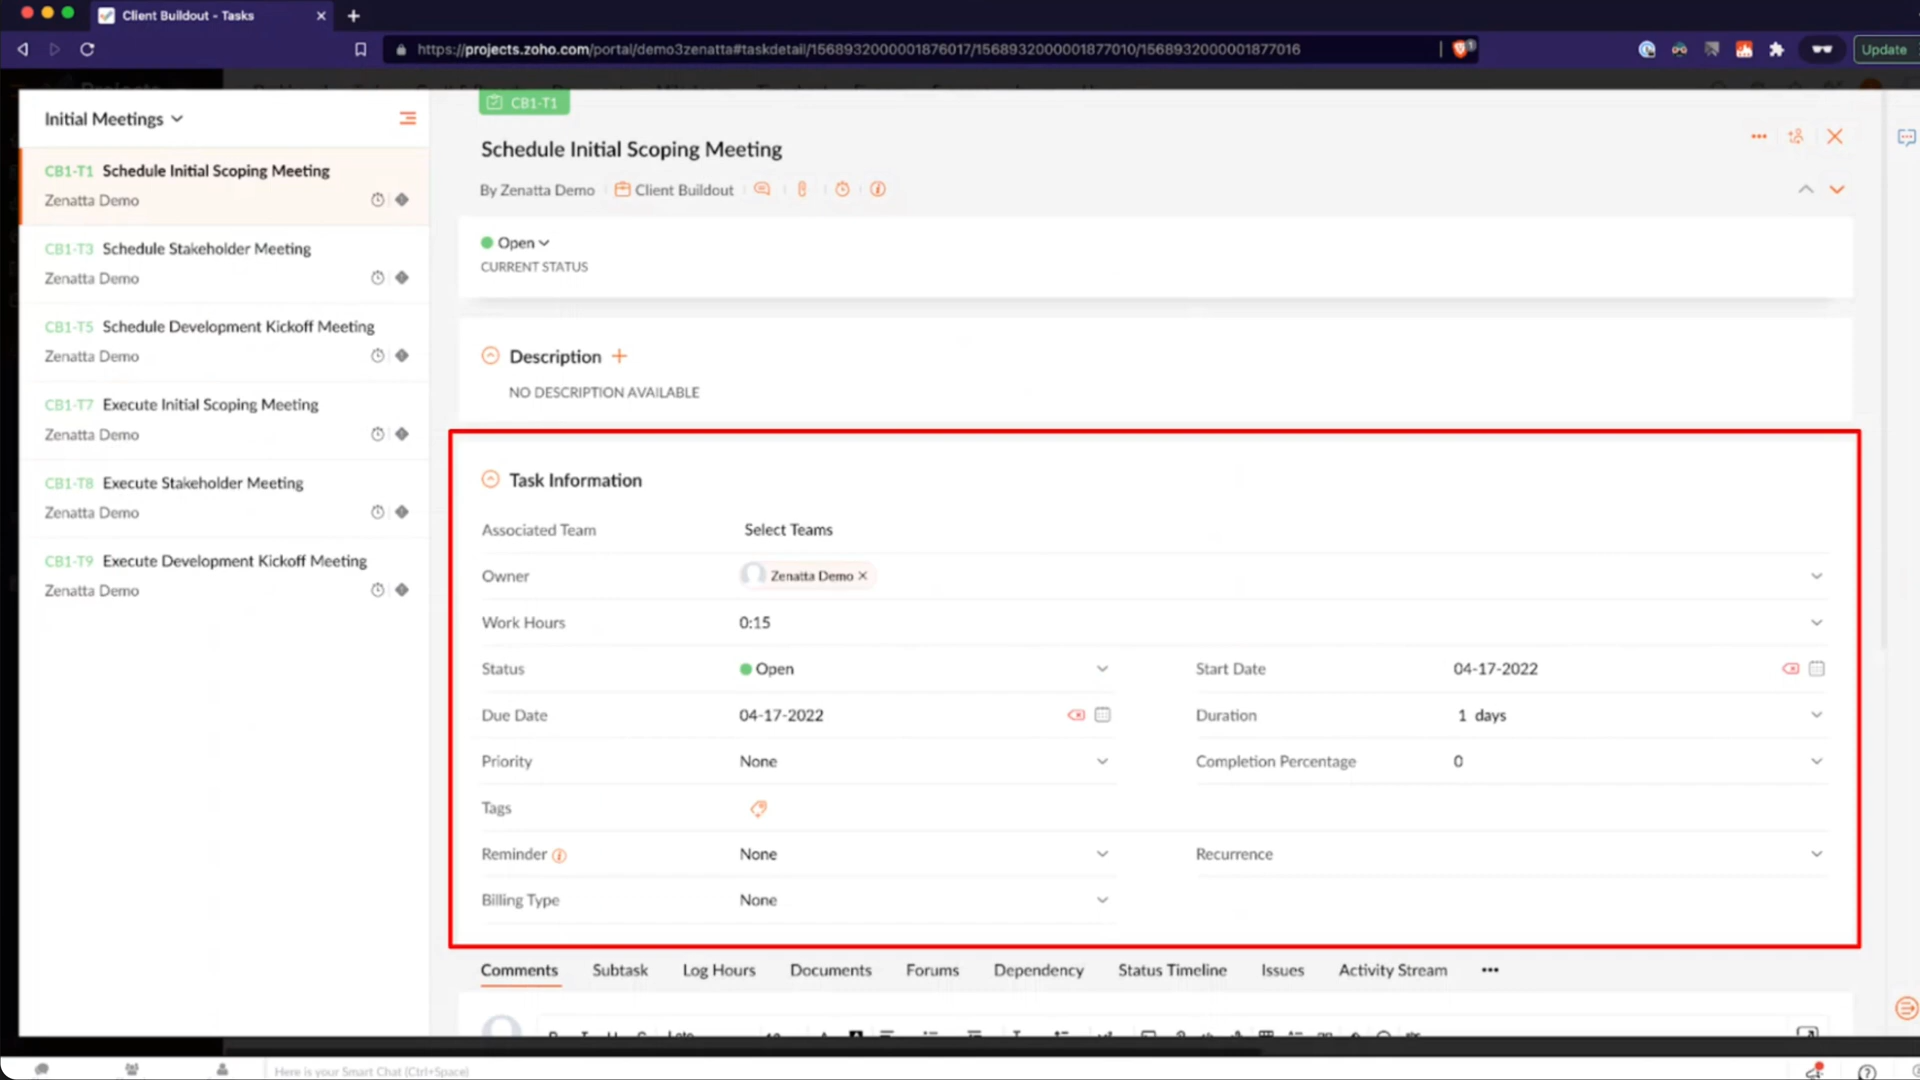 Client Buildout - Tasks
https://projects.zoho.com/portal/demo3zenatta#taskdetail/1568932000001876017/1568932000001877010/1568932000001877016
Update
Initial Meetings
CB1-T1 Schedule Initial Scoping Meeting
Zenatta Demo
CB1-T3 Schedule Stakeholder Meeting
Zenatta Demo
CB1-T5 Schedule Development Kickoff Meeting
Zenatta Demo
CB1-T7 Execute Initial Scoping Meeting
Zenatta Demo
CB1-T8 Execute Stakeholder Meeting
Zenatta Demo
CB1-T9 Execute Development Kickoff Meeting
Zenatta Demo
CB1-T1
Schedule Initial Scoping Meeting
By Zenatta Demo Client Buildout
Open
CURRENT STATUS
Description
NO DESCRIPTION AVAILABLE
Task Information
Associated Team Select Teams
Owner Zenatta Demo
Work Hours 0:15
Status Open Start Date 04-17-2022
Due Date 04-17-2022 Duration 1 days
Priority None Completion Percentage 0
Tags
Reminder None Recurrence
Billing Type None
Comments Subtask Log Hours Documents Forums Dependency Status Timeline Issues Activity Stream
Here is your Smart Chat (Ctrl+Space)